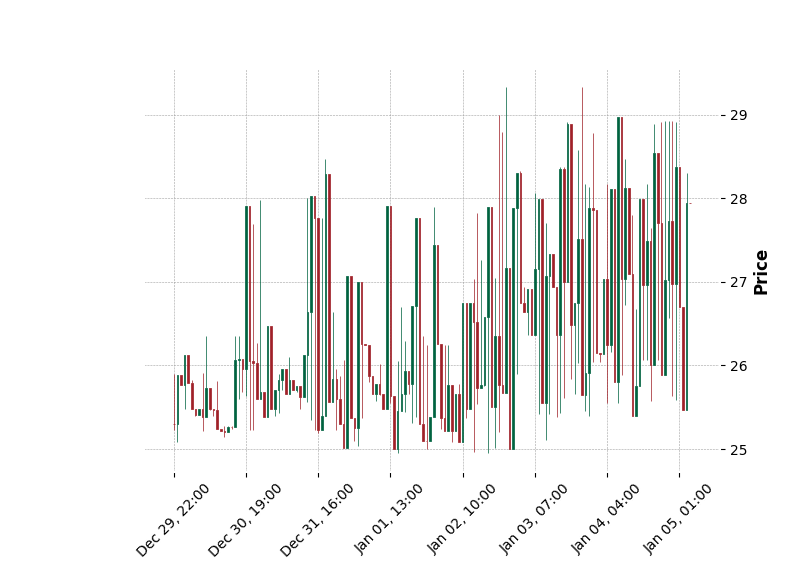 29
28
27
26
25
Price
Dec 29, 22:00
Dec 30, 19:00
Dec 31, 16:00
Jan 01, 13:00
Jan 02, 10:00
Jan 03, 07:00
Jan 04, 04:00
Jan 05, 01:00